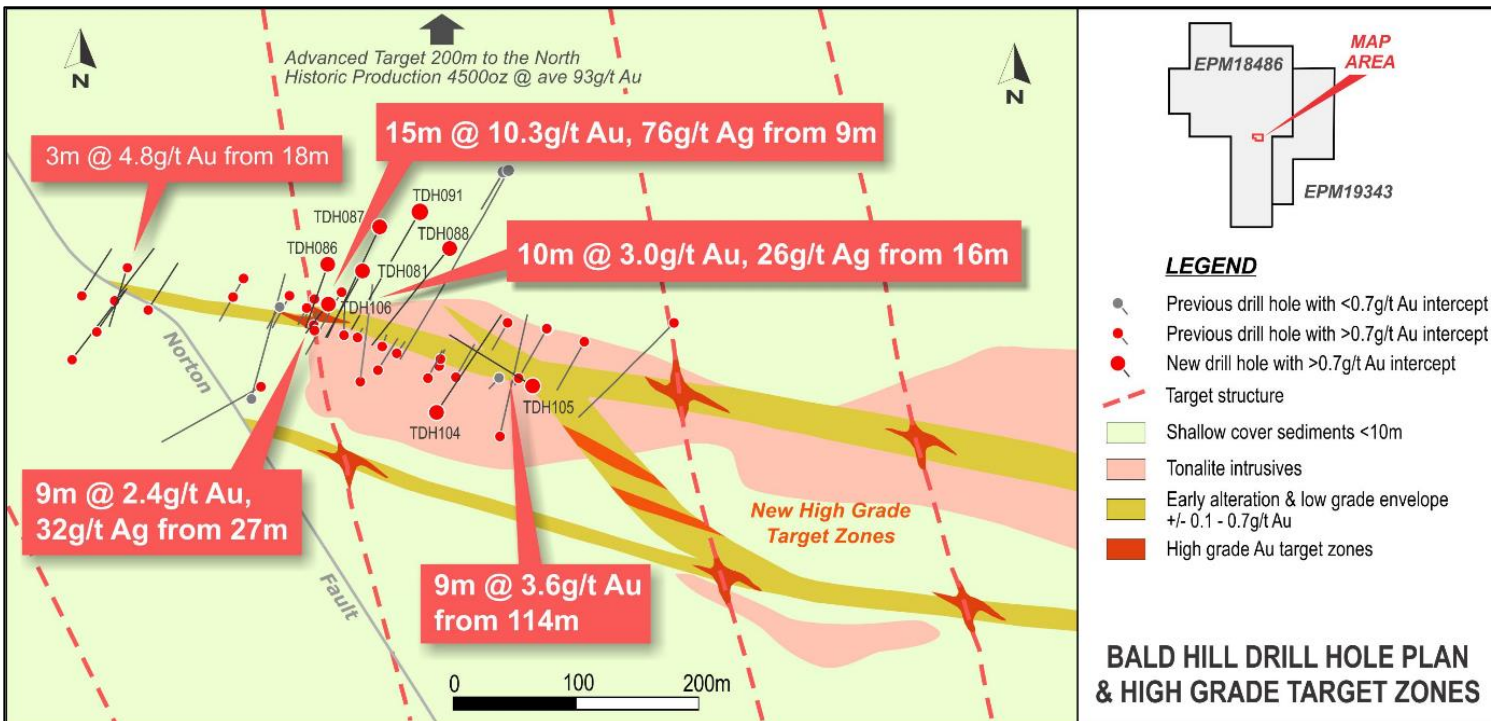 N
Advanced Target 200m to the North
Historic Production 4500oz @ ave 93g/t Au
N
3m @ 4.8g/t Au from 18m
15m @ 10.3g/t Au, 76g/t Ag from 9m
TDH091
TDH087
TDH088
TDH086
TDH081
10m @ 3.0g/t Au, 26g/t Ag from 16m
TDH106
Norton
Fault
TDH105
TDH104
9m @ 2.4g/t Au,
32g/t Ag from 27m
New High Grade
Target Zones
9m @ 3.6g/t Au
from 114m
0 100 200m
MAP
AREA
EPM18486
EPM19343
LEGEND
Previous drill hole with <0.7g/t Au intercept
Previous drill hole with >0.7g/t Au intercept
New drill hole with >0.7g/t Au intercept
Target structure
Shallow cover sediments <10m
Tonalite intrusives
Early alteration & low grade envelope
+/- 0.1 - 0.7g/t Au
High grade Au target zones
BALD HILL DRILL HOLE PLAN
& HIGH GRADE TARGET ZONES